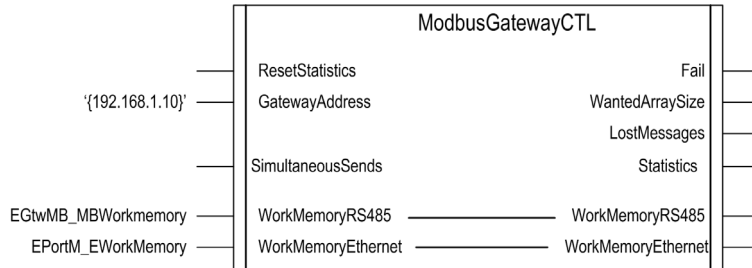 ModbusGatewayCTL
ResetStatistics Fail
‘{192.168.1.10}’ GatewayAddress WantedArraySize
LostMessages
SimultaneousSends Statistics
EGtwMB_MBWorkmemory WorkMemoryRS485 WorkMemoryRS485
EPortM_EWorkMemory WorkMemoryEthernet WorkMemoryEthernet